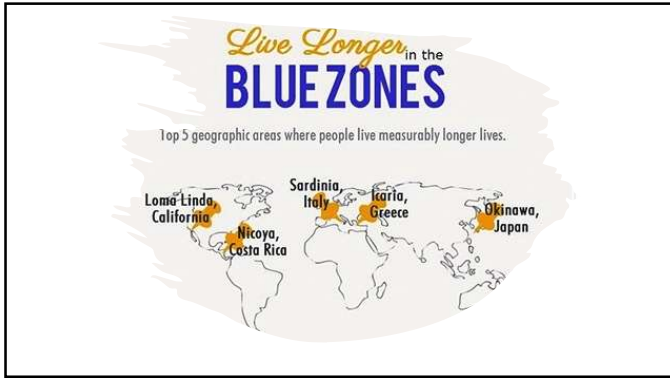 Live Longer in the
BLUE ZONES
Top 5 geographic areas where people live measurably longer lives.
Loma Linda,
California
Nicoya,
Costa Rica
Sardinia,
Italy
Icaria,
Greece
Okinawa,
Japan